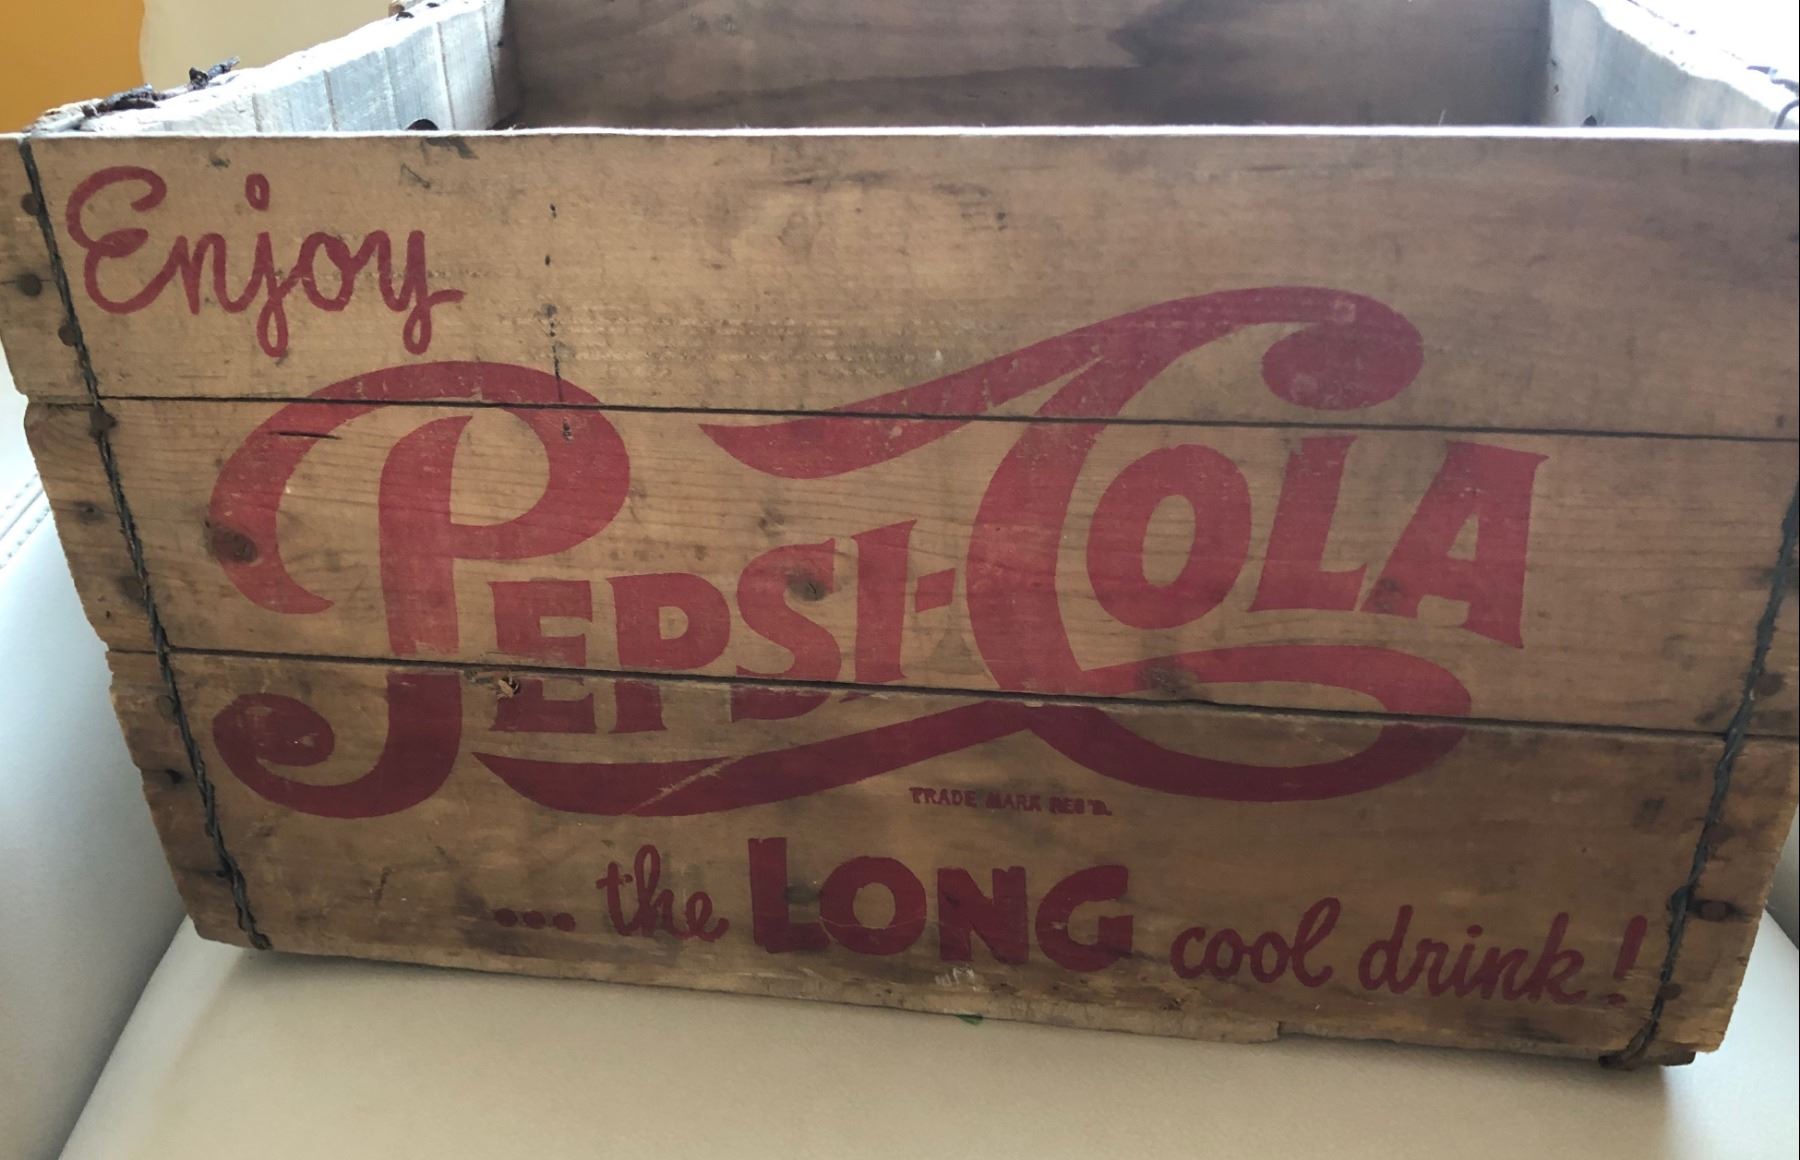 Enjoy
PEPSI-COLA
TRADE MARK REG'D.
... the LONG cool drink!